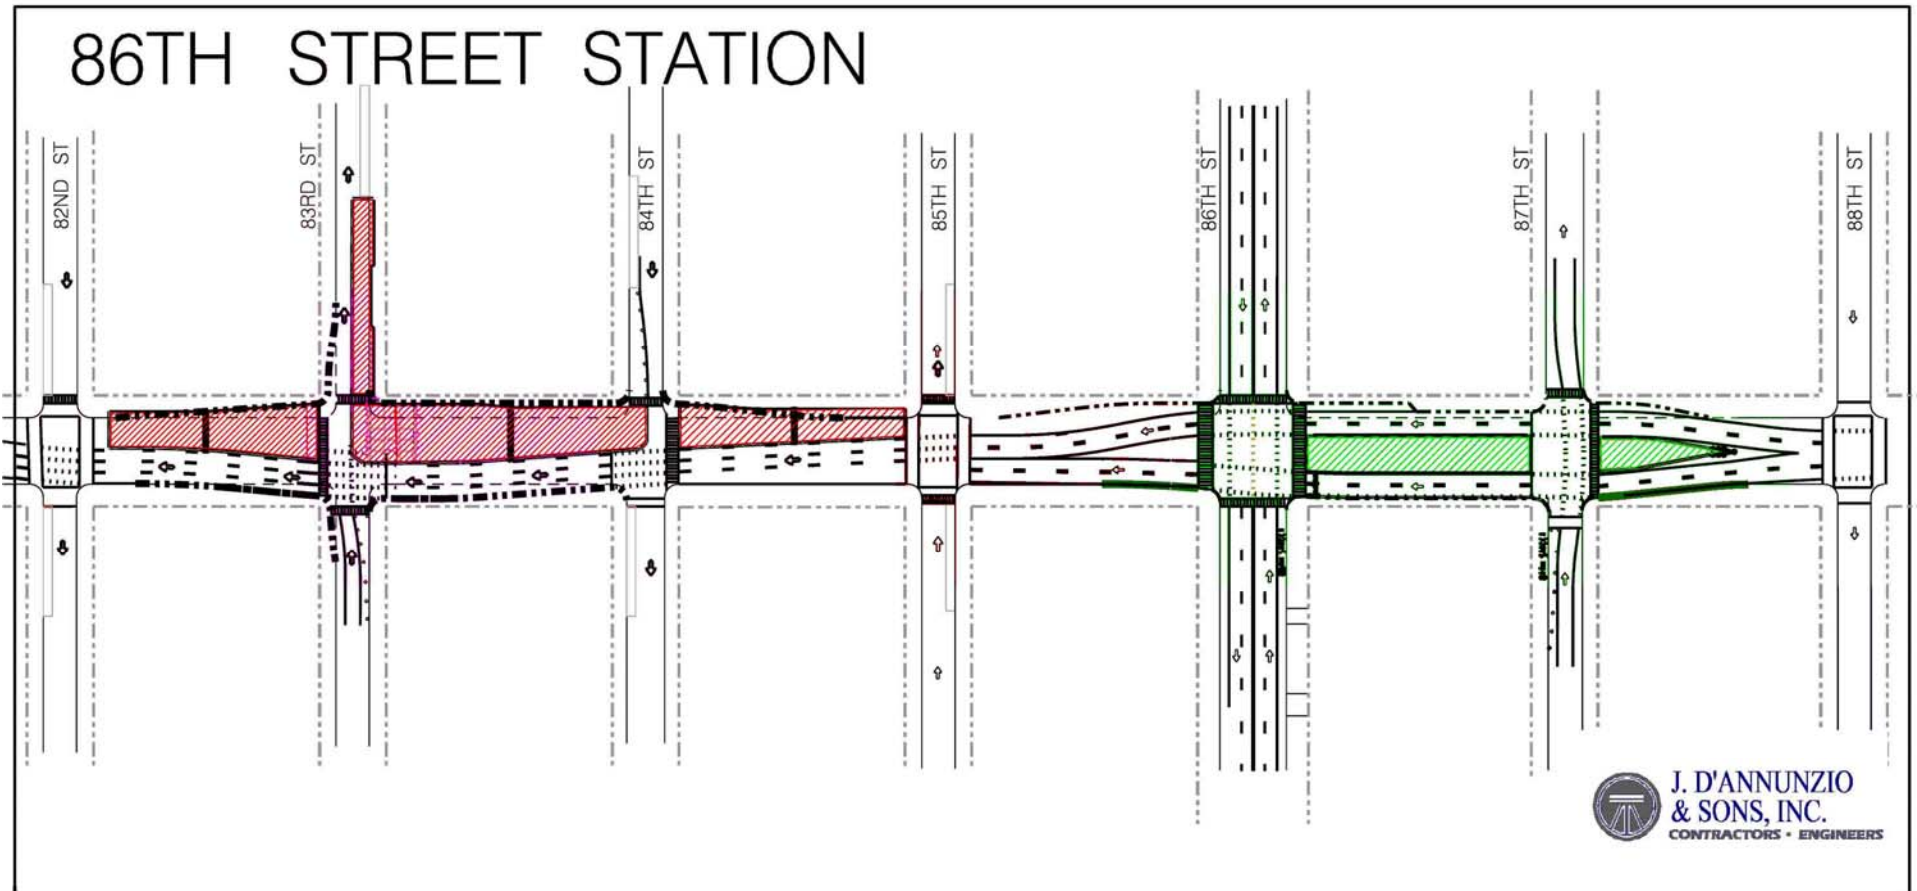 86TH STREET STATION
82ND ST
83RD ST
84TH ST
85TH ST
86TH ST
87TH ST
88TH ST
J. D'ANNUNZIO
& SONS, INC.
CONTRACTORS • ENGINEERS